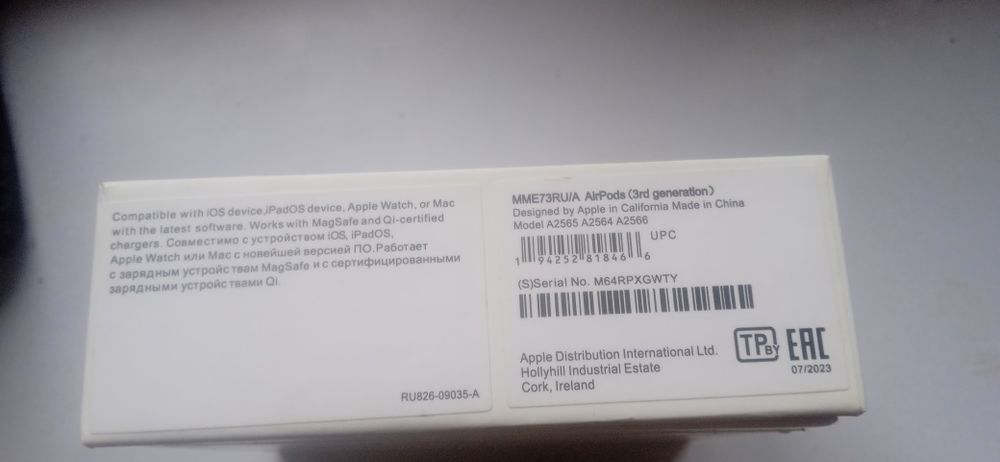 Compatible with iOS device,iPadOS device, Apple Watch, or Mac
with the latest software. Works with MagSafe and Qi-certified
chargers. Совместимо с устройством iOS, iPadOS,
Apple Watch или Mac с новейшей версией ПО.Работает
с зарядным устройс твам MagSafe и с сертифицированными
зарядными устройс твами Qi.
RU826-09035-A
MME73RU/A AirPods (3rd generation)
Designed by Apple in California Made in China
Model A2565 A2564 A2566
UPC
1 94252 81846 6
(S)Serial No. M64RPXGWTY
Apple Distribution International Ltd.
Hollyhill Industrial Estate
Cork, Ireland
TP BY EAC
07/2023